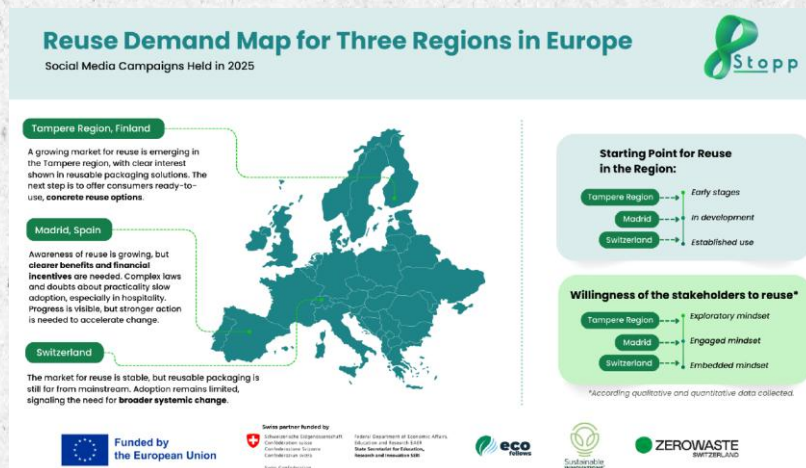 Reuse Demand Map for Three Regions in Europe
Social Media Campaigns Held in 2025
Stopp
Tampere Region, Finland
A growing market for reuse is emerging
in the Tampere region, with clear interest
shown in reusable packaging solutions. The
next step is to offer consumers ready-to-
use, concrete reuse options.
Madrid, Spain
Awareness of reuse is growing, but
clearer benefits and financial
incentives are needed. Complex laws
and doubts about practicality slow
adoption, especially in hospitality.
Progress is visible, but stronger action
is needed to accelerate change.
Switzerland
The market for reuse is stable, but reusable packaging is
still far from mainstream. Adoption remains limited,
signaling the need for broader systemic change.
Starting Point for Reuse
in the Region:
Tampere Region Early stages
Madrid In development
Switzerland Established use
Willingness of the stakeholders to reuse*
Tampere Region Exploratory mindset
Madrid Engaged mindset
Switzerland Embedded mindset
*According qualitative and quantitative data collected.
Funded by
the European Union
Swiss partner funded by
Schweizerische Eidgenossenschaft
Confédération suisse
Confederazione Svizzera
Confederaziun svizra
Federal Department of Economic Affairs,
Education and Research EAER
State Secretariat for Education,
Research and Innovation SERI
eco
fellows
Sustainable
ZEROWASTE
SWITZERLAND